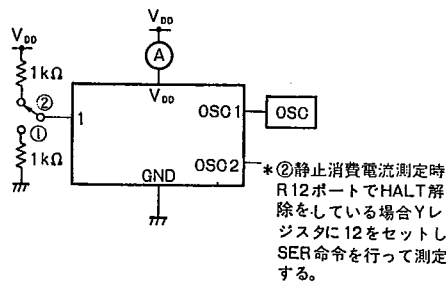 V_DD
V_DD
A
1kΩ
②
①
1kΩ
1
V_DD
OSC1
OSC
OSC2
GND
*②静止消費電流測定時
R12ポートでHALT解
除をしている場合Yレ
ジスタに12をセットし
SER命令を行って測定
する。